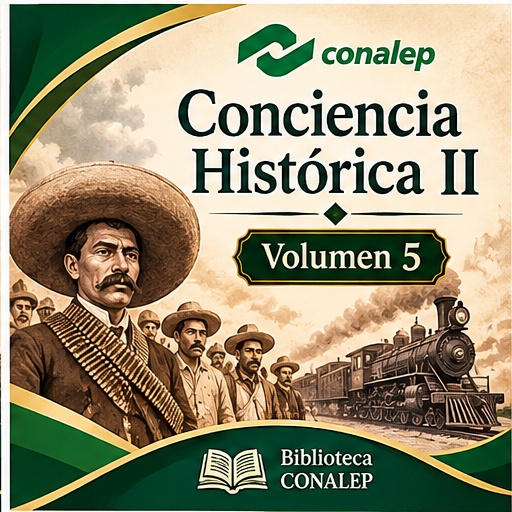 conalep
Conciencia
Histórica II
Volumen 5
Biblioteca
CONALEP